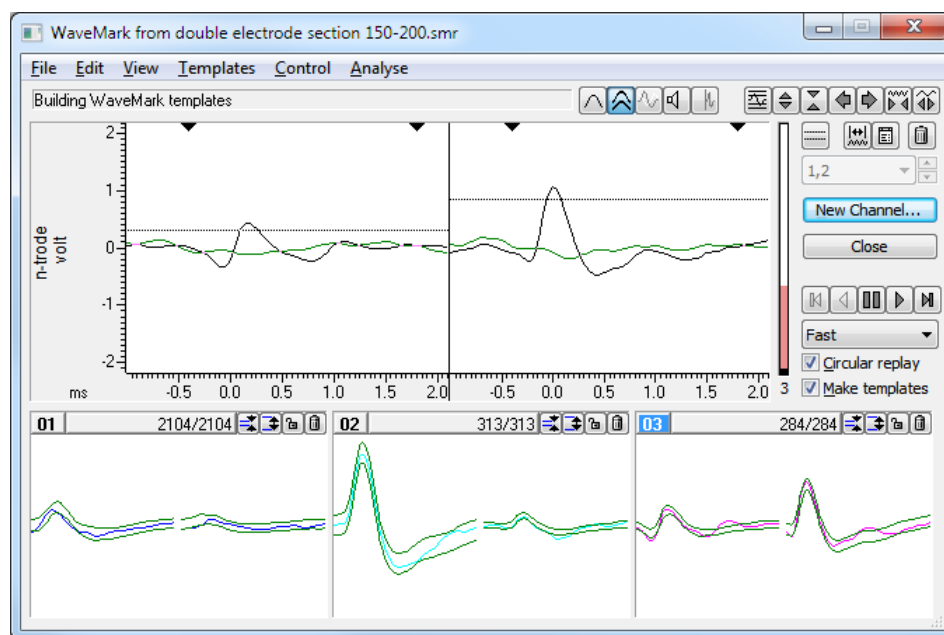 WaveMark from double electrode section 150-200.smr
File Edit View Templates Control Analyse
Building WaveMark templates
1,2
New Channel...
Close
Fast
Circular replay
Make templates
n-trode
volt
2
1
0
-1
-2
ms -0.5 0.0 0.5 1.0 1.5 2.0 -0.5 0.0 0.5 1.0 1.5 2.0 3
01 2104/2104 02 313/313 03 284/284